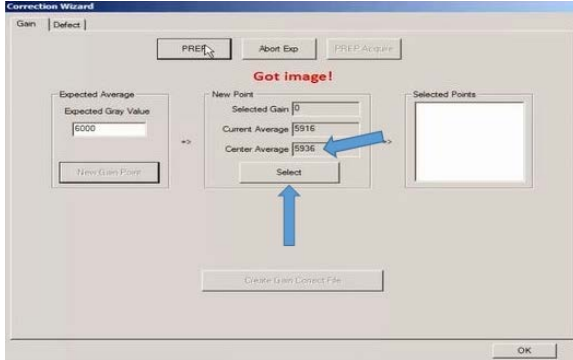 Correction Wizard
Gain Defect
PREP Abort Exp PREP Acquire
Got image!
Expected Average
Expected Gray Value
6000
=>
New Gain Point
New Point
Selected Gain 0
Current Average 5916
Center Average 5936
Select
=>
Selected Points
Create Gain Correct File
OK